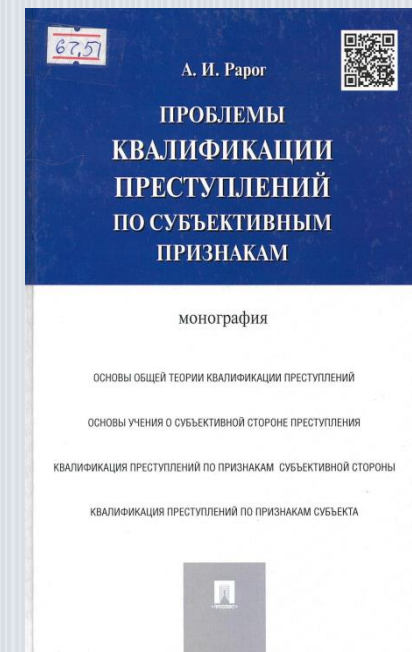 67,51
А. И. Рарог
ПРОБЛЕМЫ
КВАЛИФИКАЦИИ
ПРЕСТУПЛЕНИЙ
ПО СУБЪЕКТИВНЫМ
ПРИЗНАКАМ
монография
ОСНОВЫ ОБЩЕЙ ТЕОРИИ КВАЛИФИКАЦИИ ПРЕСТУПЛЕНИЙ
ОСНОВЫ УЧЕНИЯ О СУБЪЕКТИВНОЙ СТОРОНЕ ПРЕСТУПЛЕНИЯ
КВАЛИФИКАЦИЯ ПРЕСТУПЛЕНИЙ ПО ПРИЗНАКАМ СУБЪЕКТИВНОЙ СТОРОНЫ
КВАЛИФИКАЦИЯ ПРЕСТУПЛЕНИЙ ПО ПРИЗНАКАМ СУБЪЕКТА